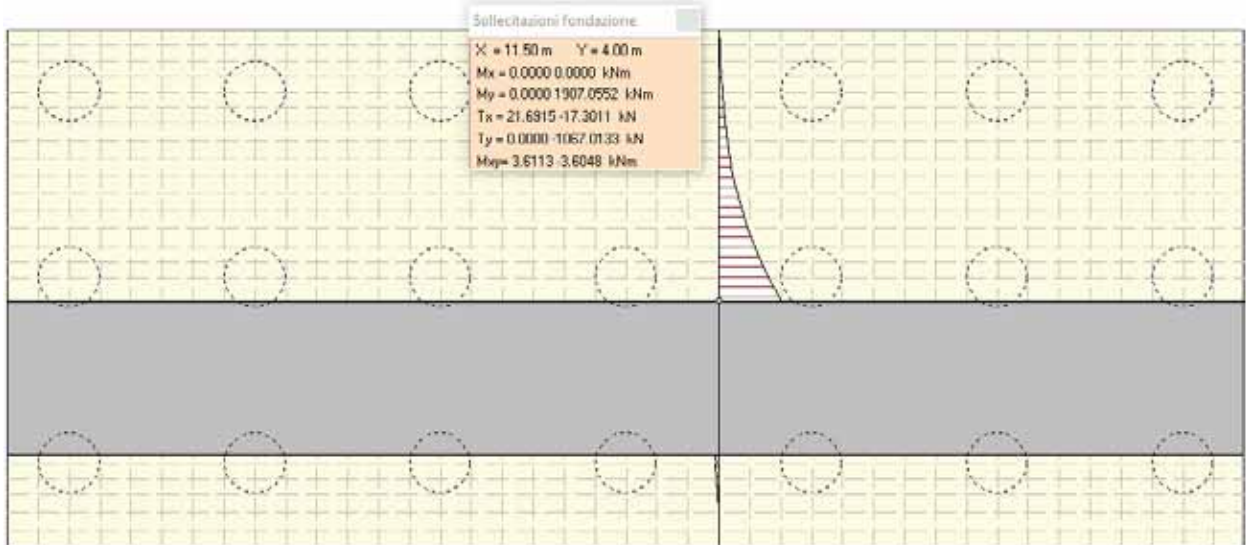 Sollecitazioni fondazione
X = 11.50 m Y = 4.00 m
Mx = 0.0000 0.0000 kNm
My = 0.0000 1907.0552 kNm
Tx = 21.6915 -17.3011 kN
Ty = 0.0000 -1067.0133 kN
Mxy= 3.6113 -3.6048 kNm